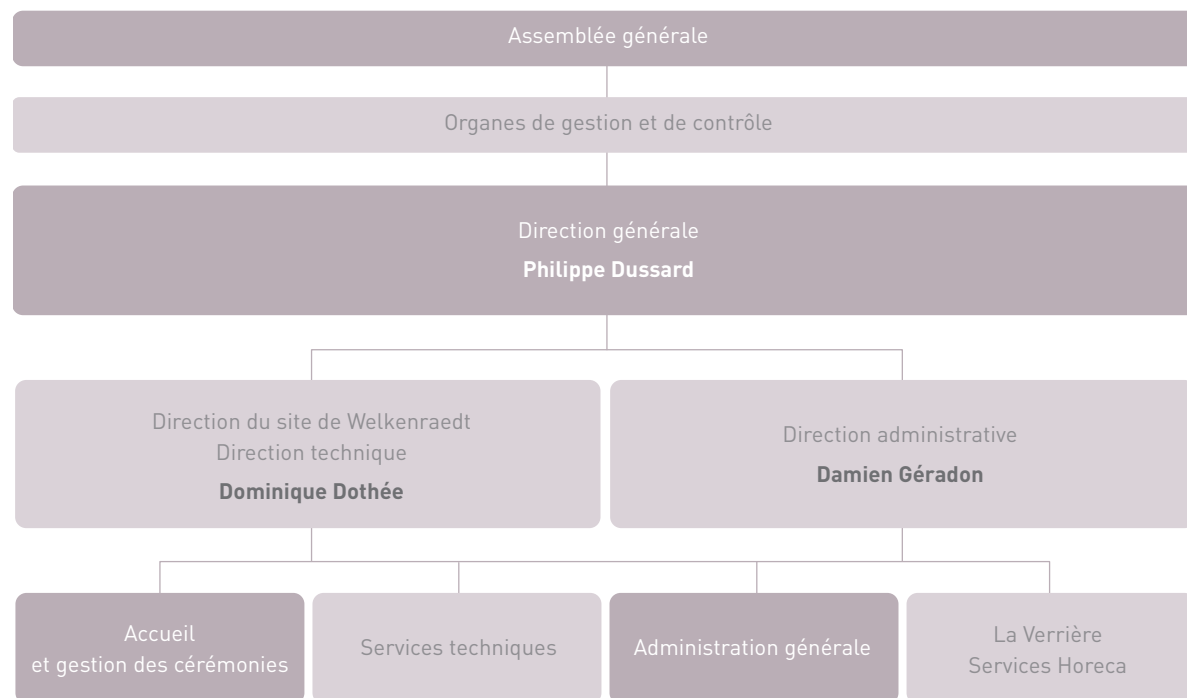 Assemblée générale
Organes de gestion et de contrôle
Direction générale
Philippe Dussard
Direction du site de Welkenraedt
Direction technique
Dominique Dothée
Direction administrative
Damien Géradon
Accueil
et gestion des cérémonies
Services techniques
Administration générale
La Verrière
Services Horeca